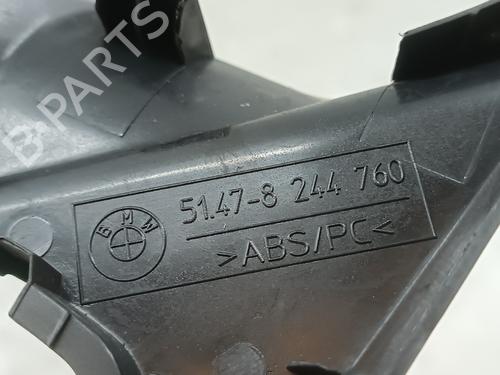 B-PARTS
BMW
51.47-8 244 760
>ABS/PC<